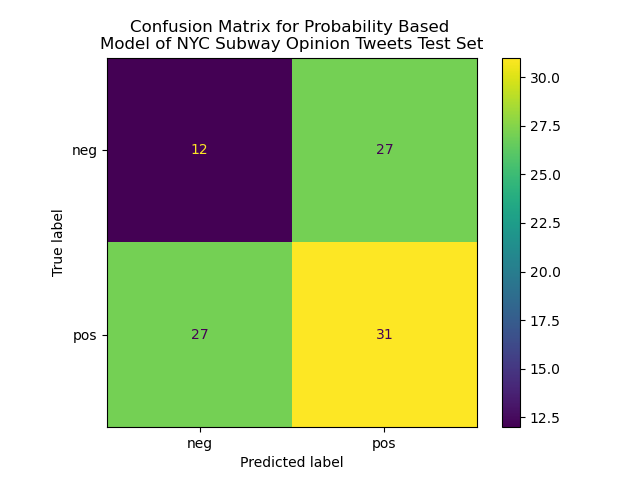 Confusion Matrix for Probability Based
Model of NYC Subway Opinion Tweets Test Set
True label
neg
12
27
pos
27
31
neg
pos
Predicted label
30.0
27.5
25.0
22.5
20.0
17.5
15.0
12.5